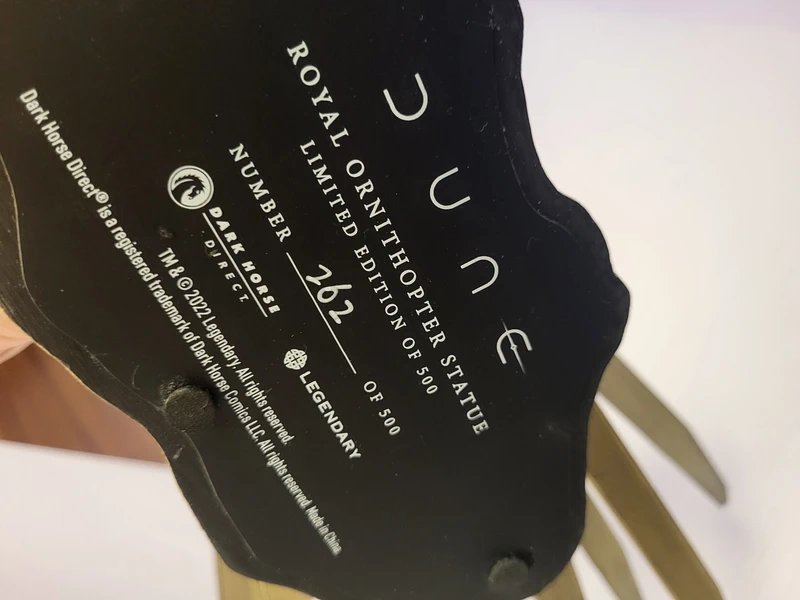 DUNE
ROYAL ORNITHOPTER STATUE
LIMITED EDITION OF 500
NUMBER 262 OF 500
DARK HORSE
DIRECT
LEGENDARY
TM & © 2022 Legendary. All rights reserved.
Dark Horse Direct® is a registered trademark of Dark Horse Comics LLC. All rights reserved. Made in China